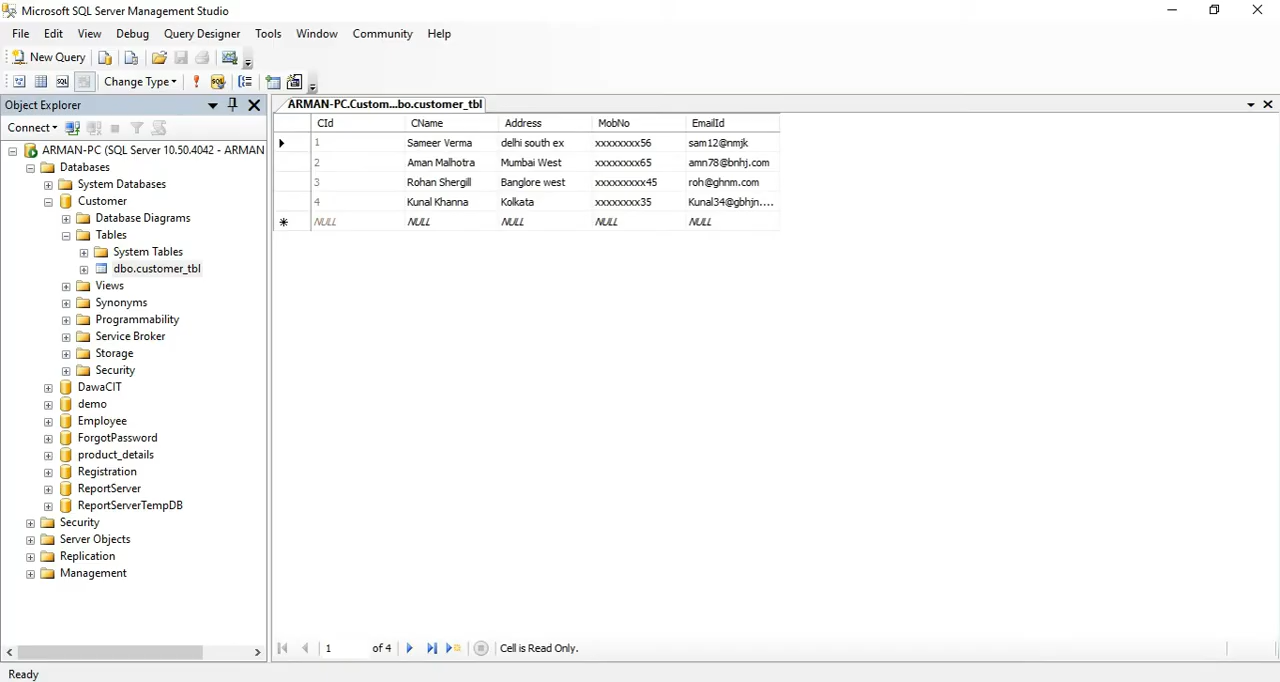 Microsoft SQL Server Management Studio
File Edit View Debug Query Designer Tools Window Community Help
New Query
Change Type
Object Explorer
ARMAN-PC.Custom...bo.customer_tbl
Connect
ARMAN-PC (SQL Server 10.50.4042 - ARMAN
Databases
System Databases
Customer
Database Diagrams
Tables
System Tables
dbo.customer_tbl
Views
Synonyms
Programmability
Service Broker
Storage
Security
DawaCIT
demo
Employee
ForgotPassword
product_details
Registration
ReportServer
ReportServerTempDB
Security
Server Objects
Replication
Management
CId CName Address MobNo EmailId
1 Sameer Verma delhi south ex xxxxxxxx56 sam12@nmjk
2 Aman Malhotra Mumbai West xxxxxxxx65 amn78@bnhj.com
3 Rohan Shergill Banglore west xxxxxxxxx45 roh@ghnm.com
4 Kunal Khanna Kolkata xxxxxxxx35 Kunal34@gbhjn....
NULL NULL NULL NULL NULL
1 of 4 Cell is Read Only.
Ready